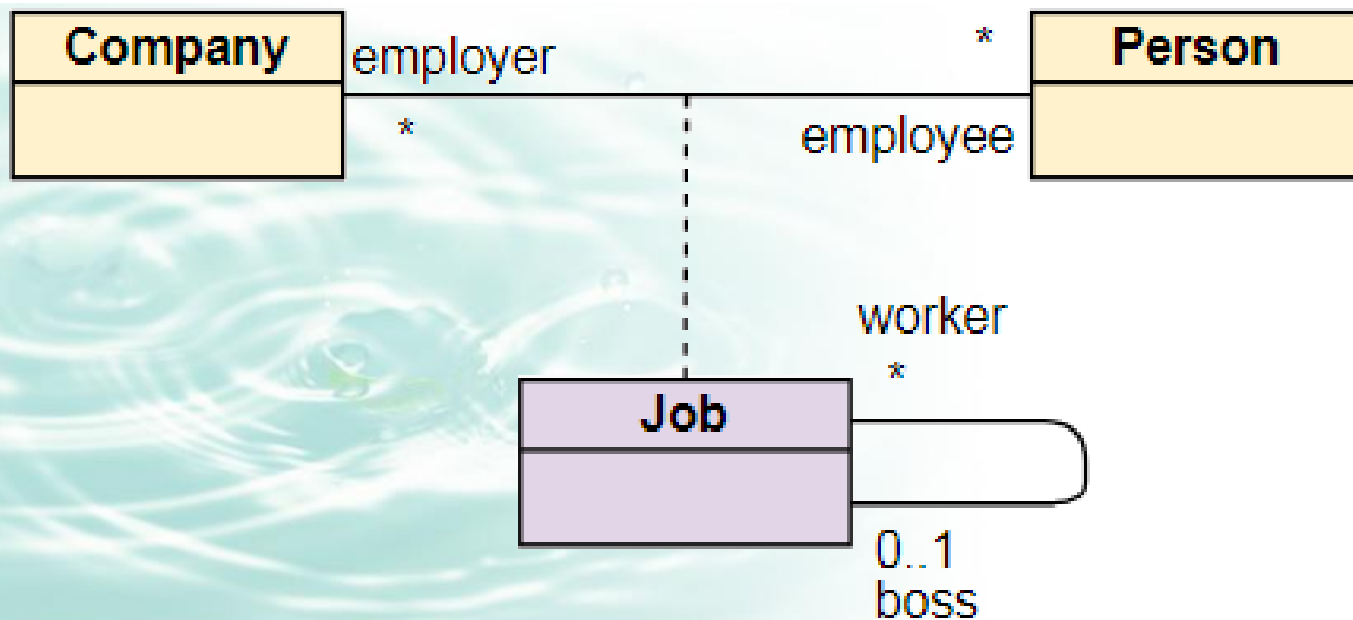 Company
employer
*
*
Person
employee
worker
*
Job
0..1
boss